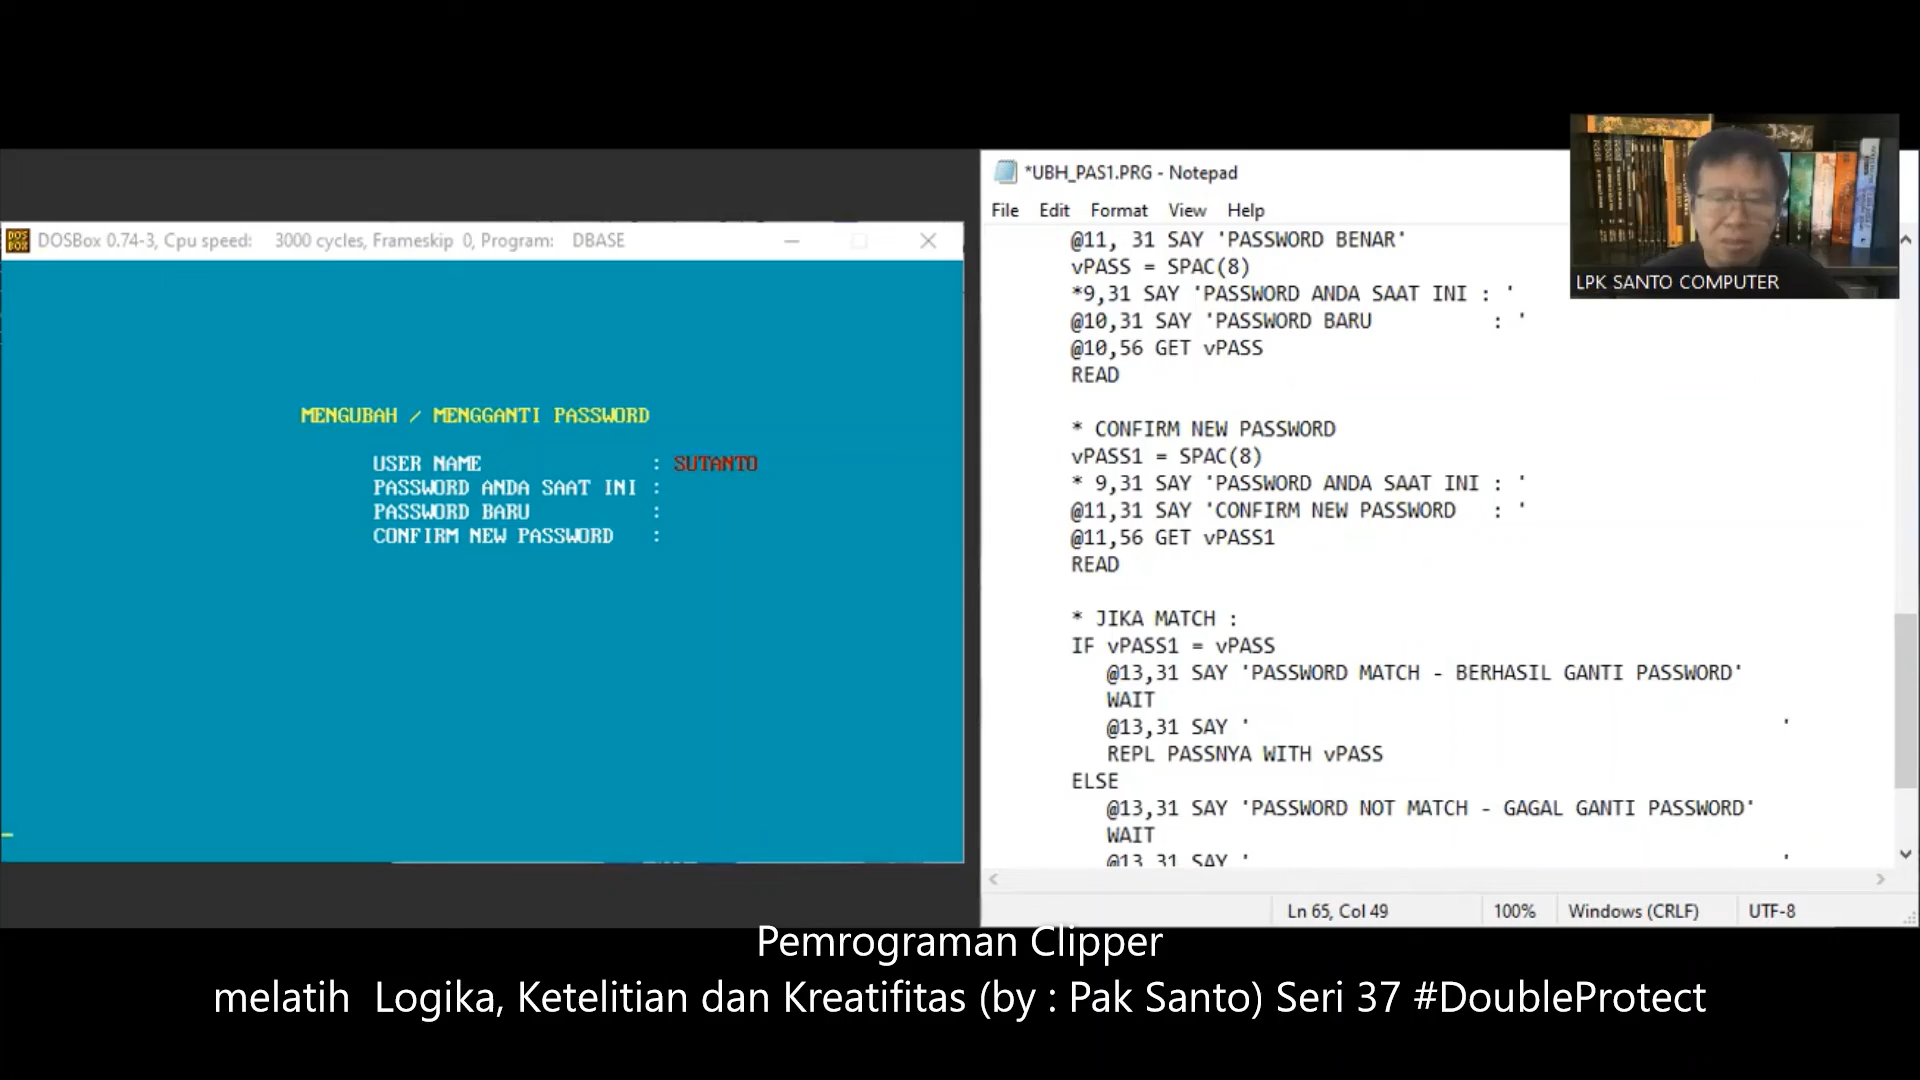 DOSBox 0.74-3, Cpu speed: 3000 cycles, Frameskip 0, Program: DBASE
MENGUBAH / MENGGANTI PASSWORD
USER NAME : SUTANTO
PASSWORD ANDA SAAT INI :
PASSWORD BARU :
CONFIRM NEW PASSWORD :
*UBH_PAS1.PRG - Notepad
File Edit Format View Help
@11, 31 SAY 'PASSWORD BENAR'
vPASS = SPAC(8)
*9,31 SAY 'PASSWORD ANDA SAAT INI : '
@10,31 SAY 'PASSWORD BARU : '
@10,56 GET vPASS
READ
* CONFIRM NEW PASSWORD
vPASS1 = SPAC(8)
* 9,31 SAY 'PASSWORD ANDA SAAT INI : '
@11,31 SAY 'CONFIRM NEW PASSWORD : '
@11,56 GET vPASS1
READ
* JIKA MATCH :
IF vPASS1 = vPASS
@13,31 SAY 'PASSWORD MATCH - BERHASIL GANTI PASSWORD'
WAIT
@13,31 SAY ' '
REPL PASSNYA WITH vPASS
ELSE
@13,31 SAY 'PASSWORD NOT MATCH - GAGAL GANTI PASSWORD'
WAIT
@13,31 SAY ' '
Ln 65, Col 49 100% Windows (CRLF) UTF-8
LPK SANTO COMPUTER
Pemrograman Clipper
melatih Logika, Ketelitian dan Kreatifitas (by : Pak Santo) Seri 37 #DoubleProtect